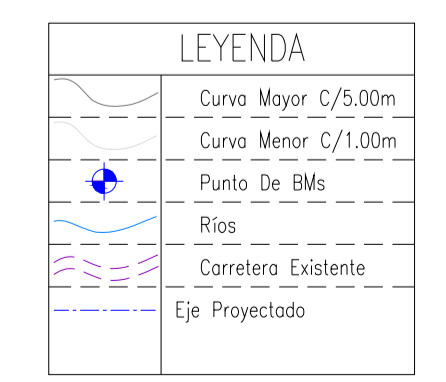 LEYENDA
Curva Mayor C/5.00m
Curva Menor C/1.00m
Punto De BMs
Ríos
Carretera Existente
Eje Proyectado